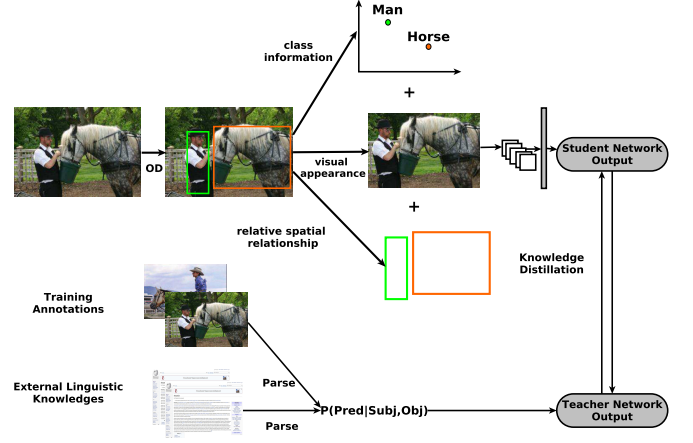 Man
Horse
class
information
+
OD
visual
appearance
Student Network
Output
+
relative spatial
relationship
Knowledge
Distillation
Training
Annotations
External Linguistic
Knowledges
Parse
P(Pred|Subj,Obj)
Parse
Teacher Network
Output